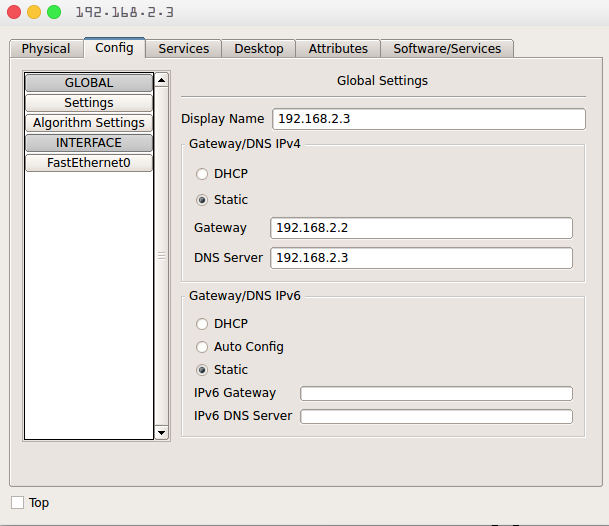 192.168.2.3
Physical Config Services Desktop Attributes Software/Services
GLOBAL
Settings
Algorithm Settings
INTERFACE
FastEthernet0
Global Settings
Display Name 192.168.2.3
Gateway/DNS IPv4
DHCP
Static
Gateway 192.168.2.2
DNS Server 192.168.2.3
Gateway/DNS IPv6
DHCP
Auto Config
Static
IPv6 Gateway
IPv6 DNS Server
Top